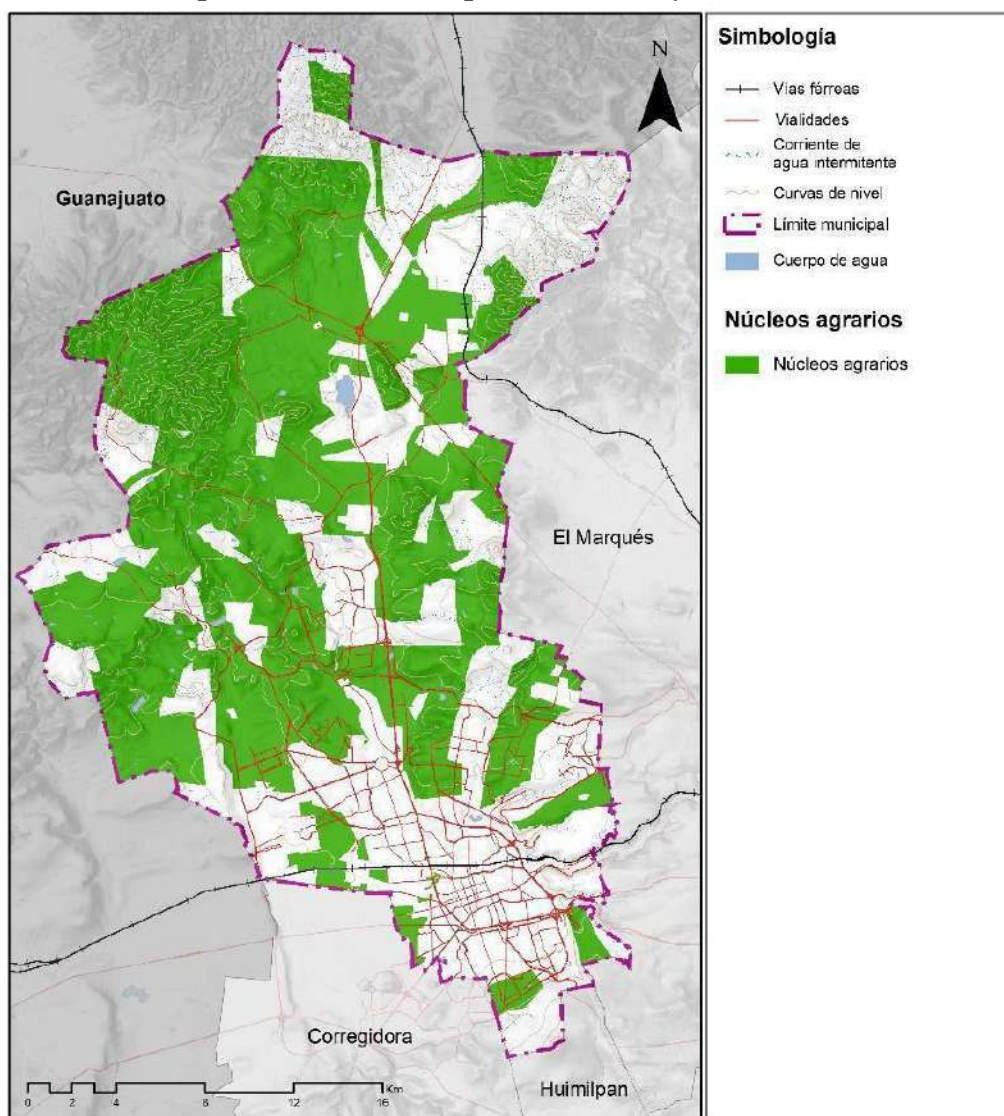 N
Guanajuato
El Marqués
Corregidora
Huimilpan
Km
0 2 4 8 12 16
Simbología
Vías férreas
Vialidades
Corriente de
agua intermitente
Curvas de nivel
Límite municipal
Cuerpo de agua
Núcleos agrarios
Núcleos agrarios